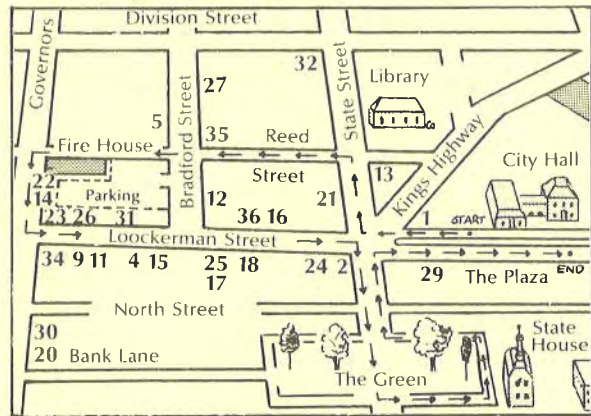 Division Street
Governors
Bradford Street
State Street
32
Library
27
5
35
Reed
Fire House
Kings Highway
City Hall
13
22
14
Parking
12
Street
21
36 16
1
START
23 26 31
Loockerman Street
34 9 11 4 15 25 18 24 2
17
29 The Plaza
END
North Street
State
House
30
20 Bank Lane
The Green